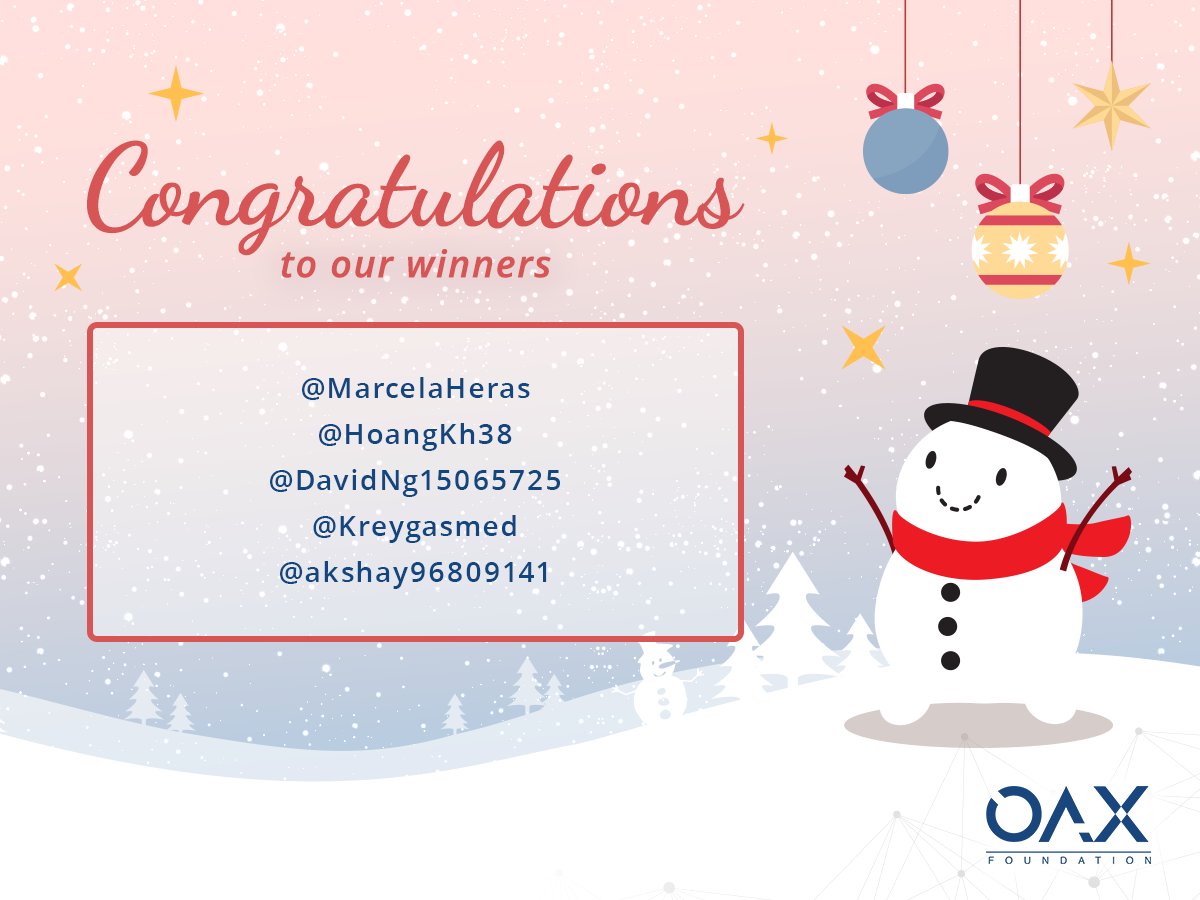 Congratulations
to our winners
@MarcelaHeras
@HoangKh38
@DavidNg15065725
@Kreygasmed
@akshay96809141
OAX
FOUNDATION